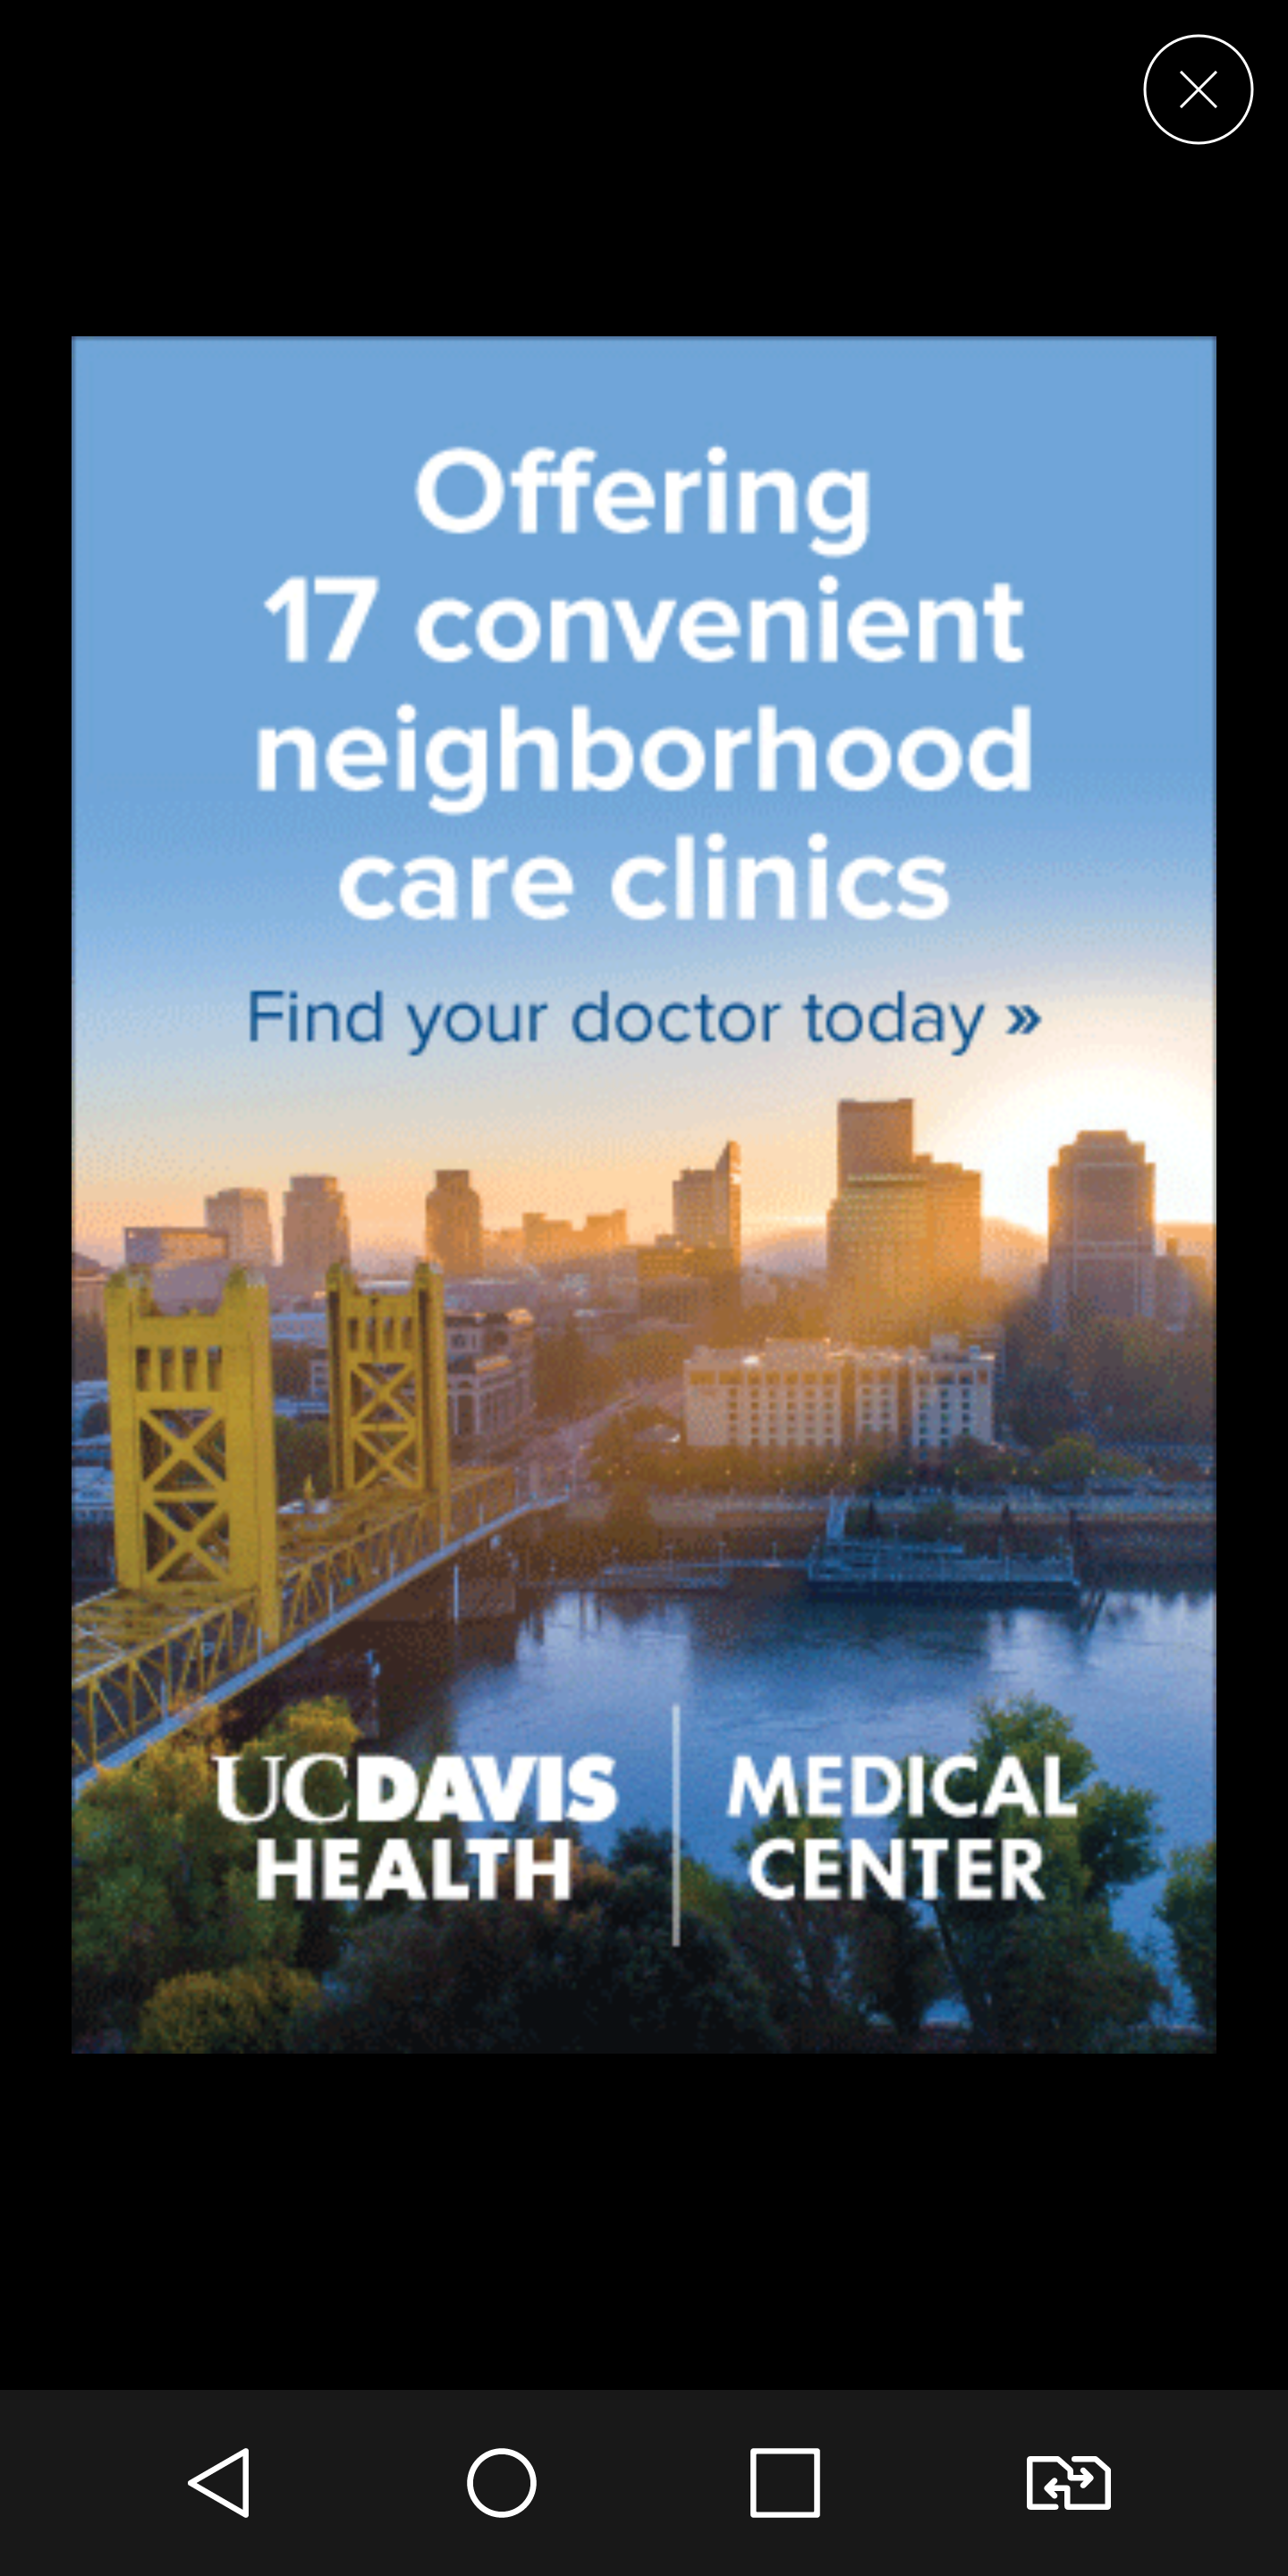 Offering
17 convenient
neighborhood
care clinics
Find your doctor today »
UCDAVIS
HEALTH
MEDICAL
CENTER